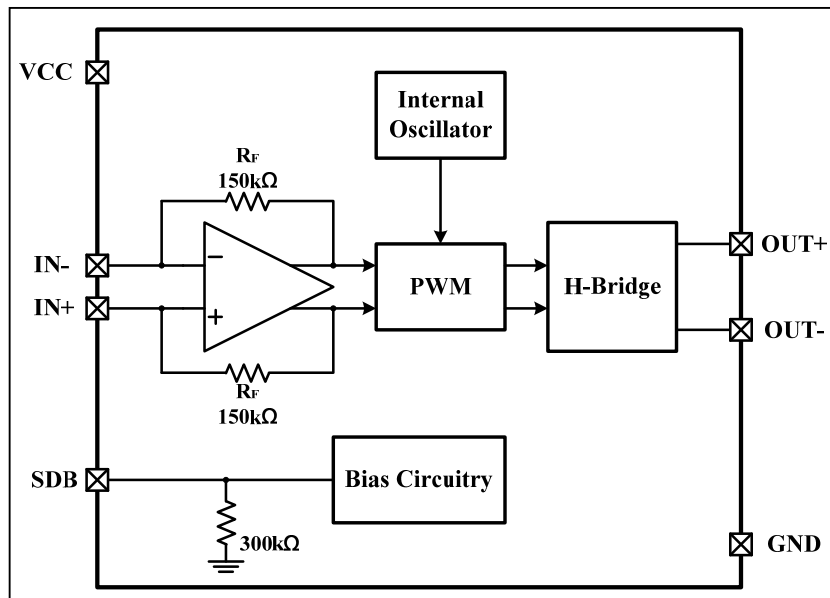 VCC
Internal
Oscillator
RF
150kΩ
IN-
IN+
−
+
PWM
H-Bridge
OUT+
OUT-
RF
150kΩ
SDB
Bias Circuitry
300kΩ
GND